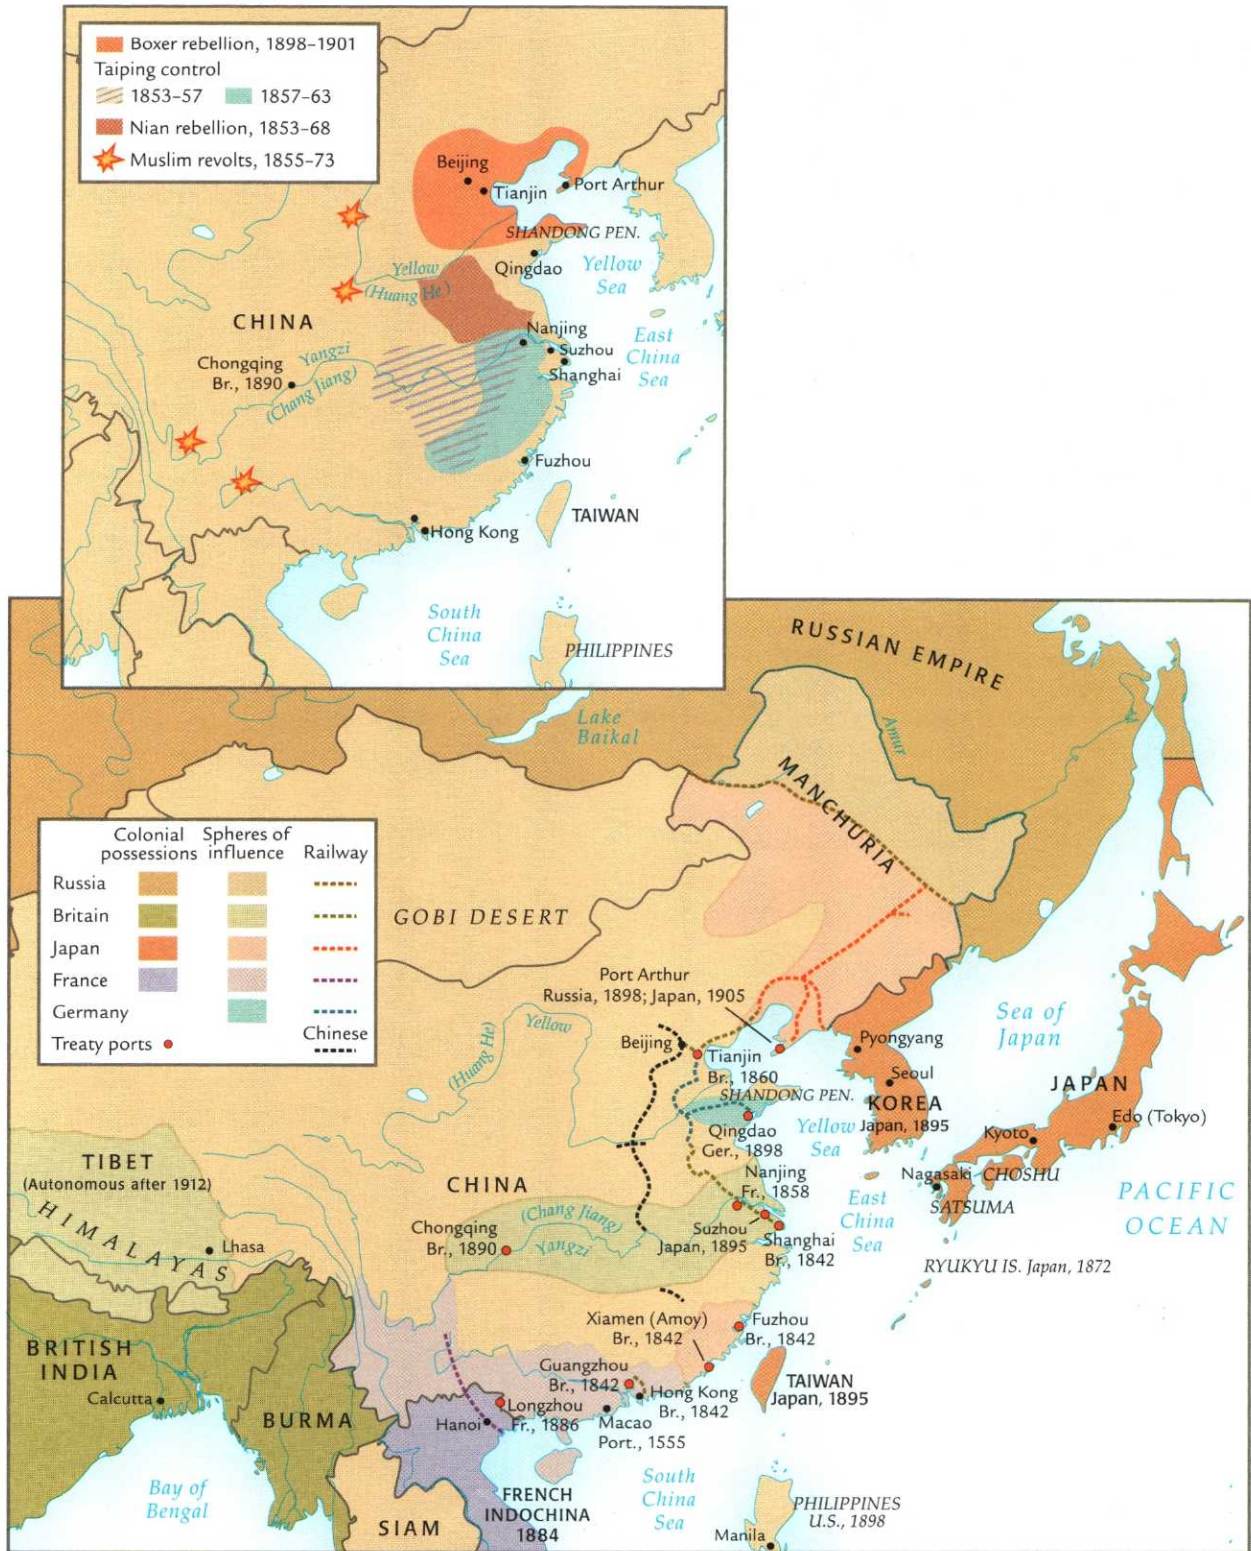 Boxer rebellion, 1898–1901
Taiping control
1853–57 1857–63
Nian rebellion, 1853–68
Muslim revolts, 1855–73
Beijing
Tianjin
Port Arthur
SHANDONG PEN.
Qingdao
Yellow
Sea
Yellow
(Huang He)
CHINA
Nanjing
Suzhou
Shanghai
East
China
Sea
Chongqing
Br., 1890
Yangzi
(Chang Jiang)
Fuzhou
TAIWAN
Hong Kong
South
China
Sea
PHILIPPINES
RUSSIAN EMPIRE
Lake
Baikal
Amur
MANCHURIA
Colonial
possessions
Spheres of
influence
Railway
Russia
Britain
Japan
France
Germany
Chinese
Treaty ports
GOBI DESERT
Port Arthur
Russia, 1898; Japan, 1905
Sea of
Japan
Yellow
(Huang He)
Beijing
Tianjin
Br., 1860
Pyongyang
Seoul
KOREA
Japan, 1895
JAPAN
SHANDONG PEN.
Qingdao
Ger., 1898
Yellow
Sea
Kyoto
Edo (Tokyo)
Nagasaki
CHOSHU
SATSUMA
PACIFIC
OCEAN
TIBET
(Autonomous after 1912)
HIMALAYAS
Lhasa
CHINA
Nanjing
Fr., 1858
Chongqing
Br., 1890
(Chang Jiang)
Yangzi
Suzhou
Japan, 1895
Shanghai
Br., 1842
East
China
Sea
RYUKYU IS. Japan, 1872
Xiamen (Amoy)
Br., 1842
Fuzhou
Br., 1842
BRITISH
INDIA
Calcutta
BURMA
Guangzhou
Br., 1842
Hong Kong
Br., 1842
TAIWAN
Japan, 1895
Longzhou
Fr., 1886
Hanoi
Macao
Port., 1555
Bay of
Bengal
SIAM
FRENCH
INDOCHINA
1884
South
China
Sea
PHILIPPINES
U.S., 1898
Manila